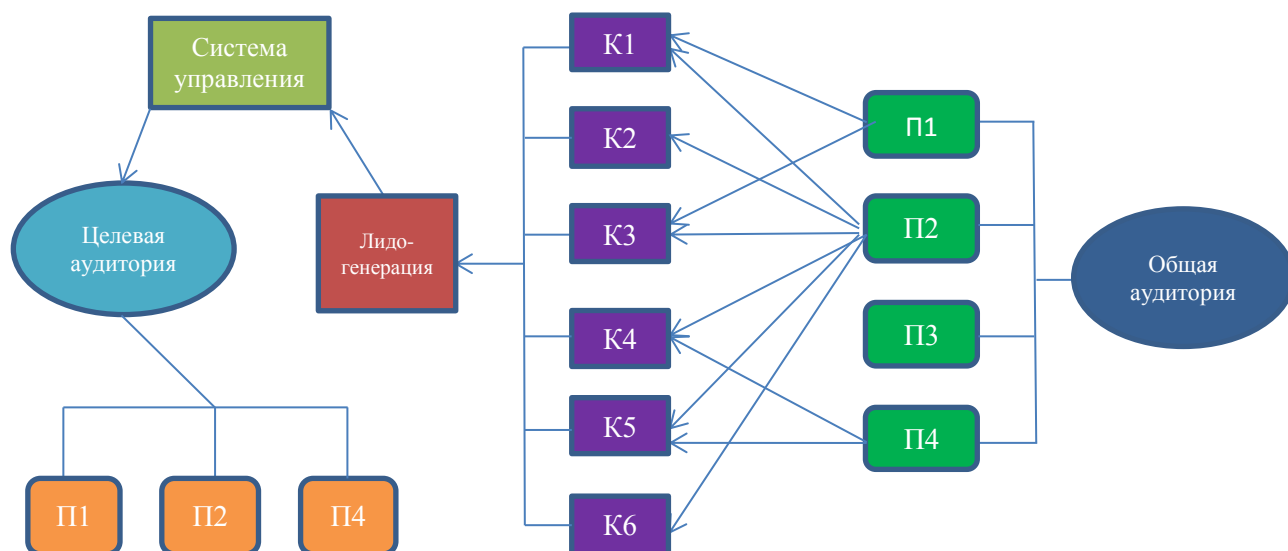 Система
управления
Целевая
аудитория
Лидо-
генерация
К1
К2
К3
К4
К5
К6
П1
П2
П3
П4
Общая
аудитория
П1
П2
П4